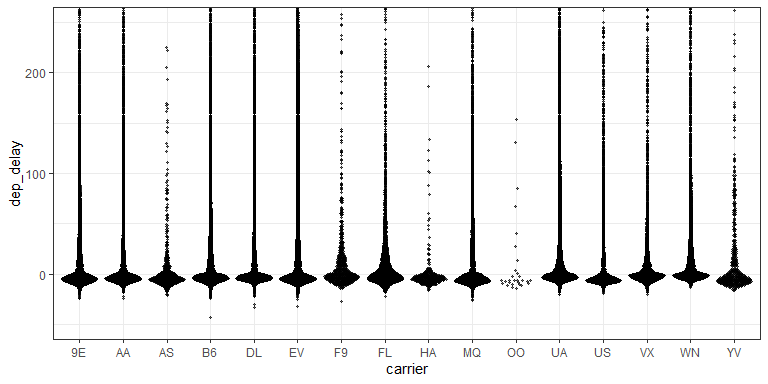 dep_delay
200
100
0
9E AA AS B6 DL EV F9 FL HA MQ OO UA US VX WN YV
carrier